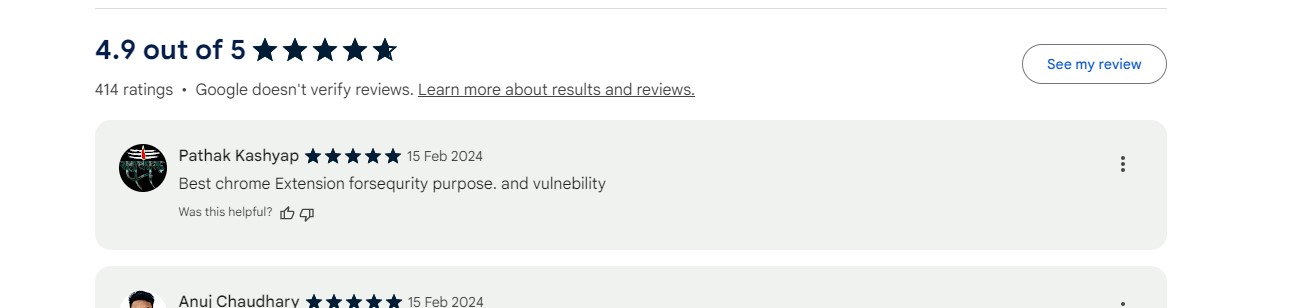 4.9 out of 5
See my review
414 ratings • Google doesn't verify reviews. Learn more about results and reviews.
Pathak Kashyap 15 Feb 2024
Best chrome Extension forsequrity purpose. and vulnebility
Was this helpful?
Anuj Chaudhary 15 Feb 2024